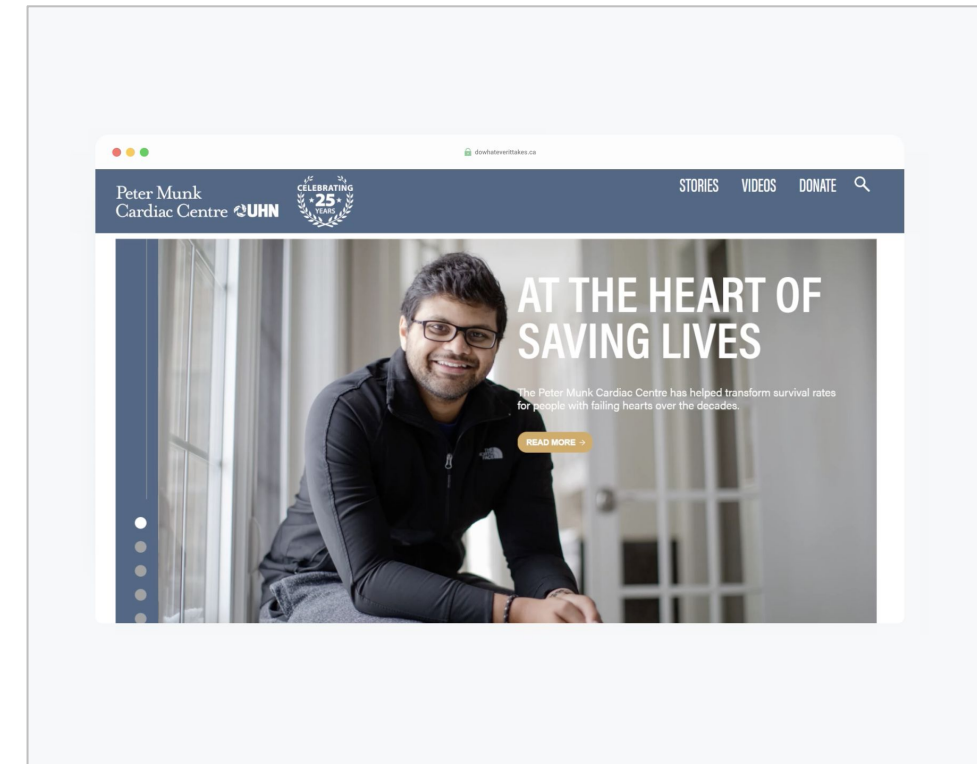 dowhateverittakes.ca
Peter Munk
Cardiac Centre UHN
CELEBRATING
25
YEARS
STORIES VIDEOS DONATE
AT THE HEART OF
SAVING LIVES
The Peter Munk Cardiac Centre has helped transform survival rates
for people with failing hearts over the decades.
READ MORE →